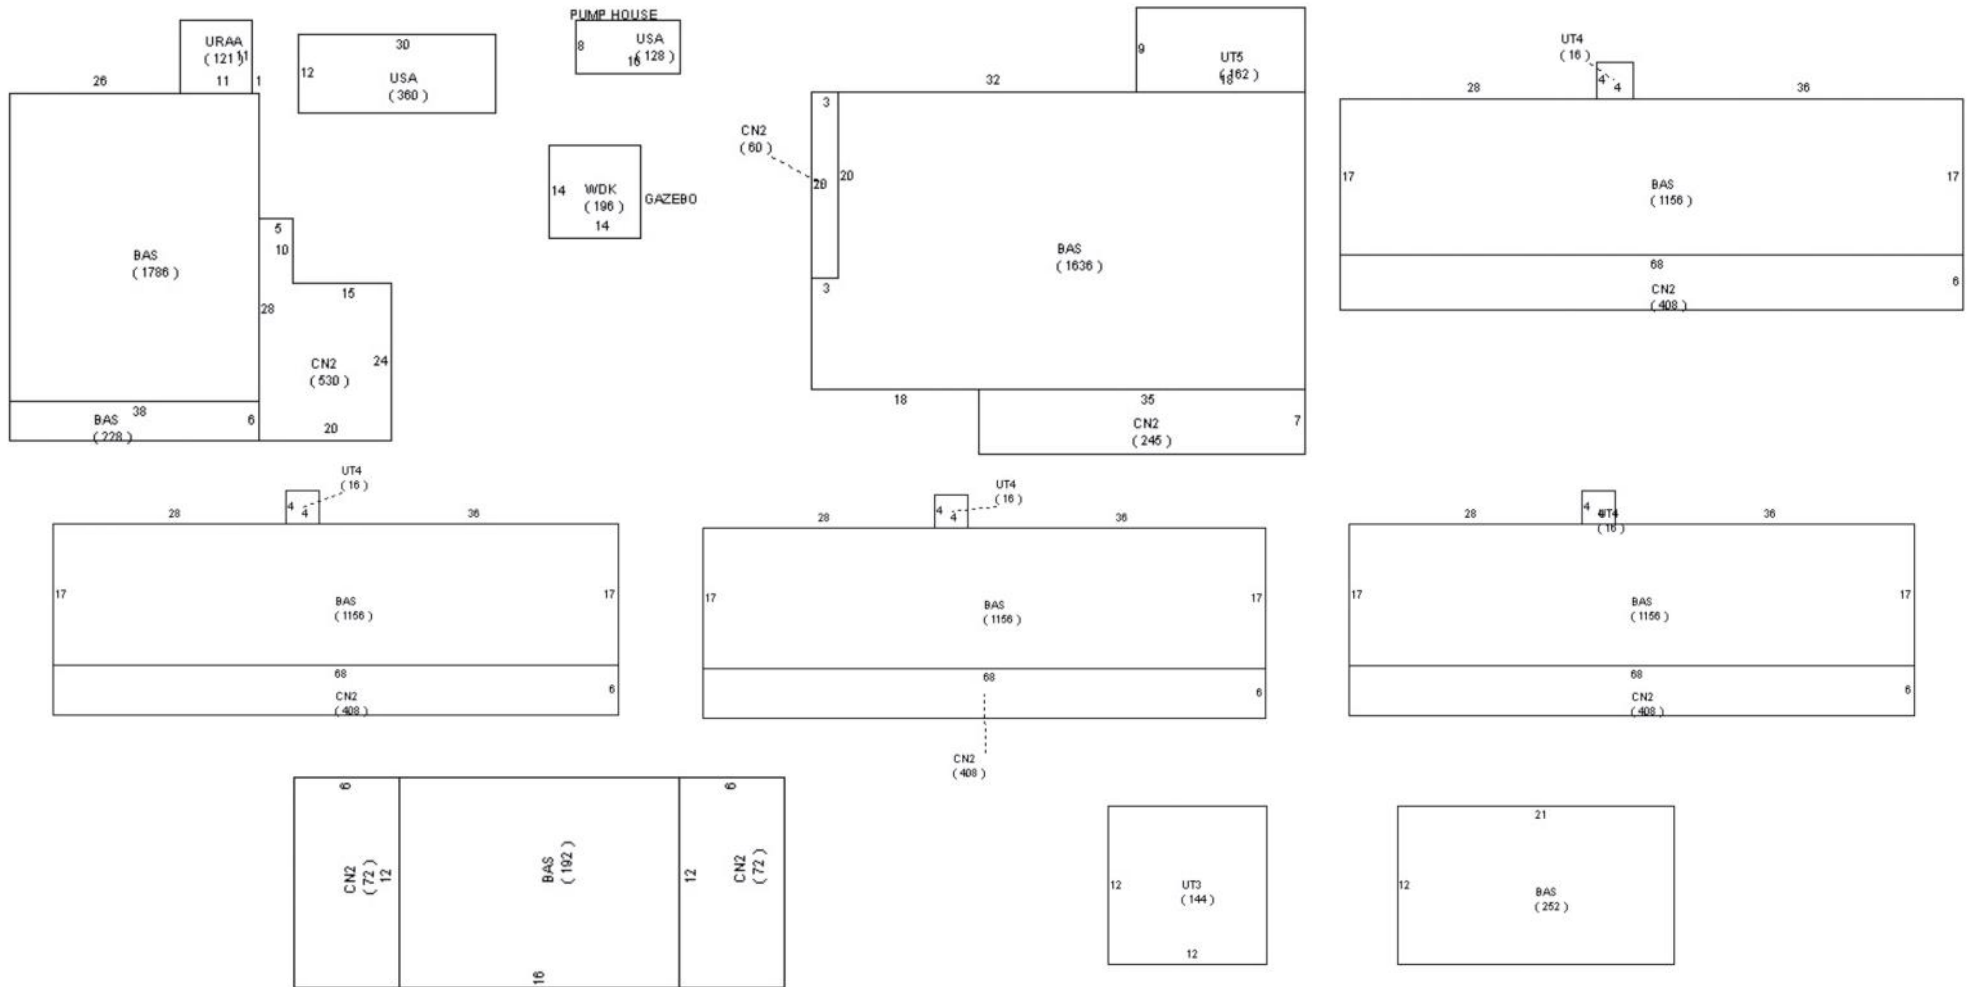 PUMP HOUSE
URAA
( 121 )
11
26
11
1
30
12
USA
( 360 )
8
USA
( 128 )
16
9
UT5
( 162 )
18
32
UT4
( 16 )
4
4
28
36
3
CN2
( 60 )
20
20
14
WDK
( 196 )
14
GAZEBO
17
BAS
( 1156 )
17
5
10
BAS
( 1786 )
BAS
( 1636 )
68
CN2
( 408 )
6
3
15
28
CN2
( 530 )
24
38
BAS
( 228 )
6
20
18
35
CN2
( 245 )
7
UT4
( 16 )
4
4
28
36
17
BAS
( 1156 )
17
68
CN2
( 408 )
6
UT4
( 16 )
4
4
28
36
17
BAS
( 1156 )
17
68
6
CN2
( 408 )
4
4
UT4
( 16 )
28
36
17
BAS
( 1156 )
17
68
CN2
( 408 )
6
6
CN2
( 72 )
12
BAS
( 192 )
16
12
6
CN2
( 72 )
12
UT3
( 144 )
12
21
12
BAS
( 252 )